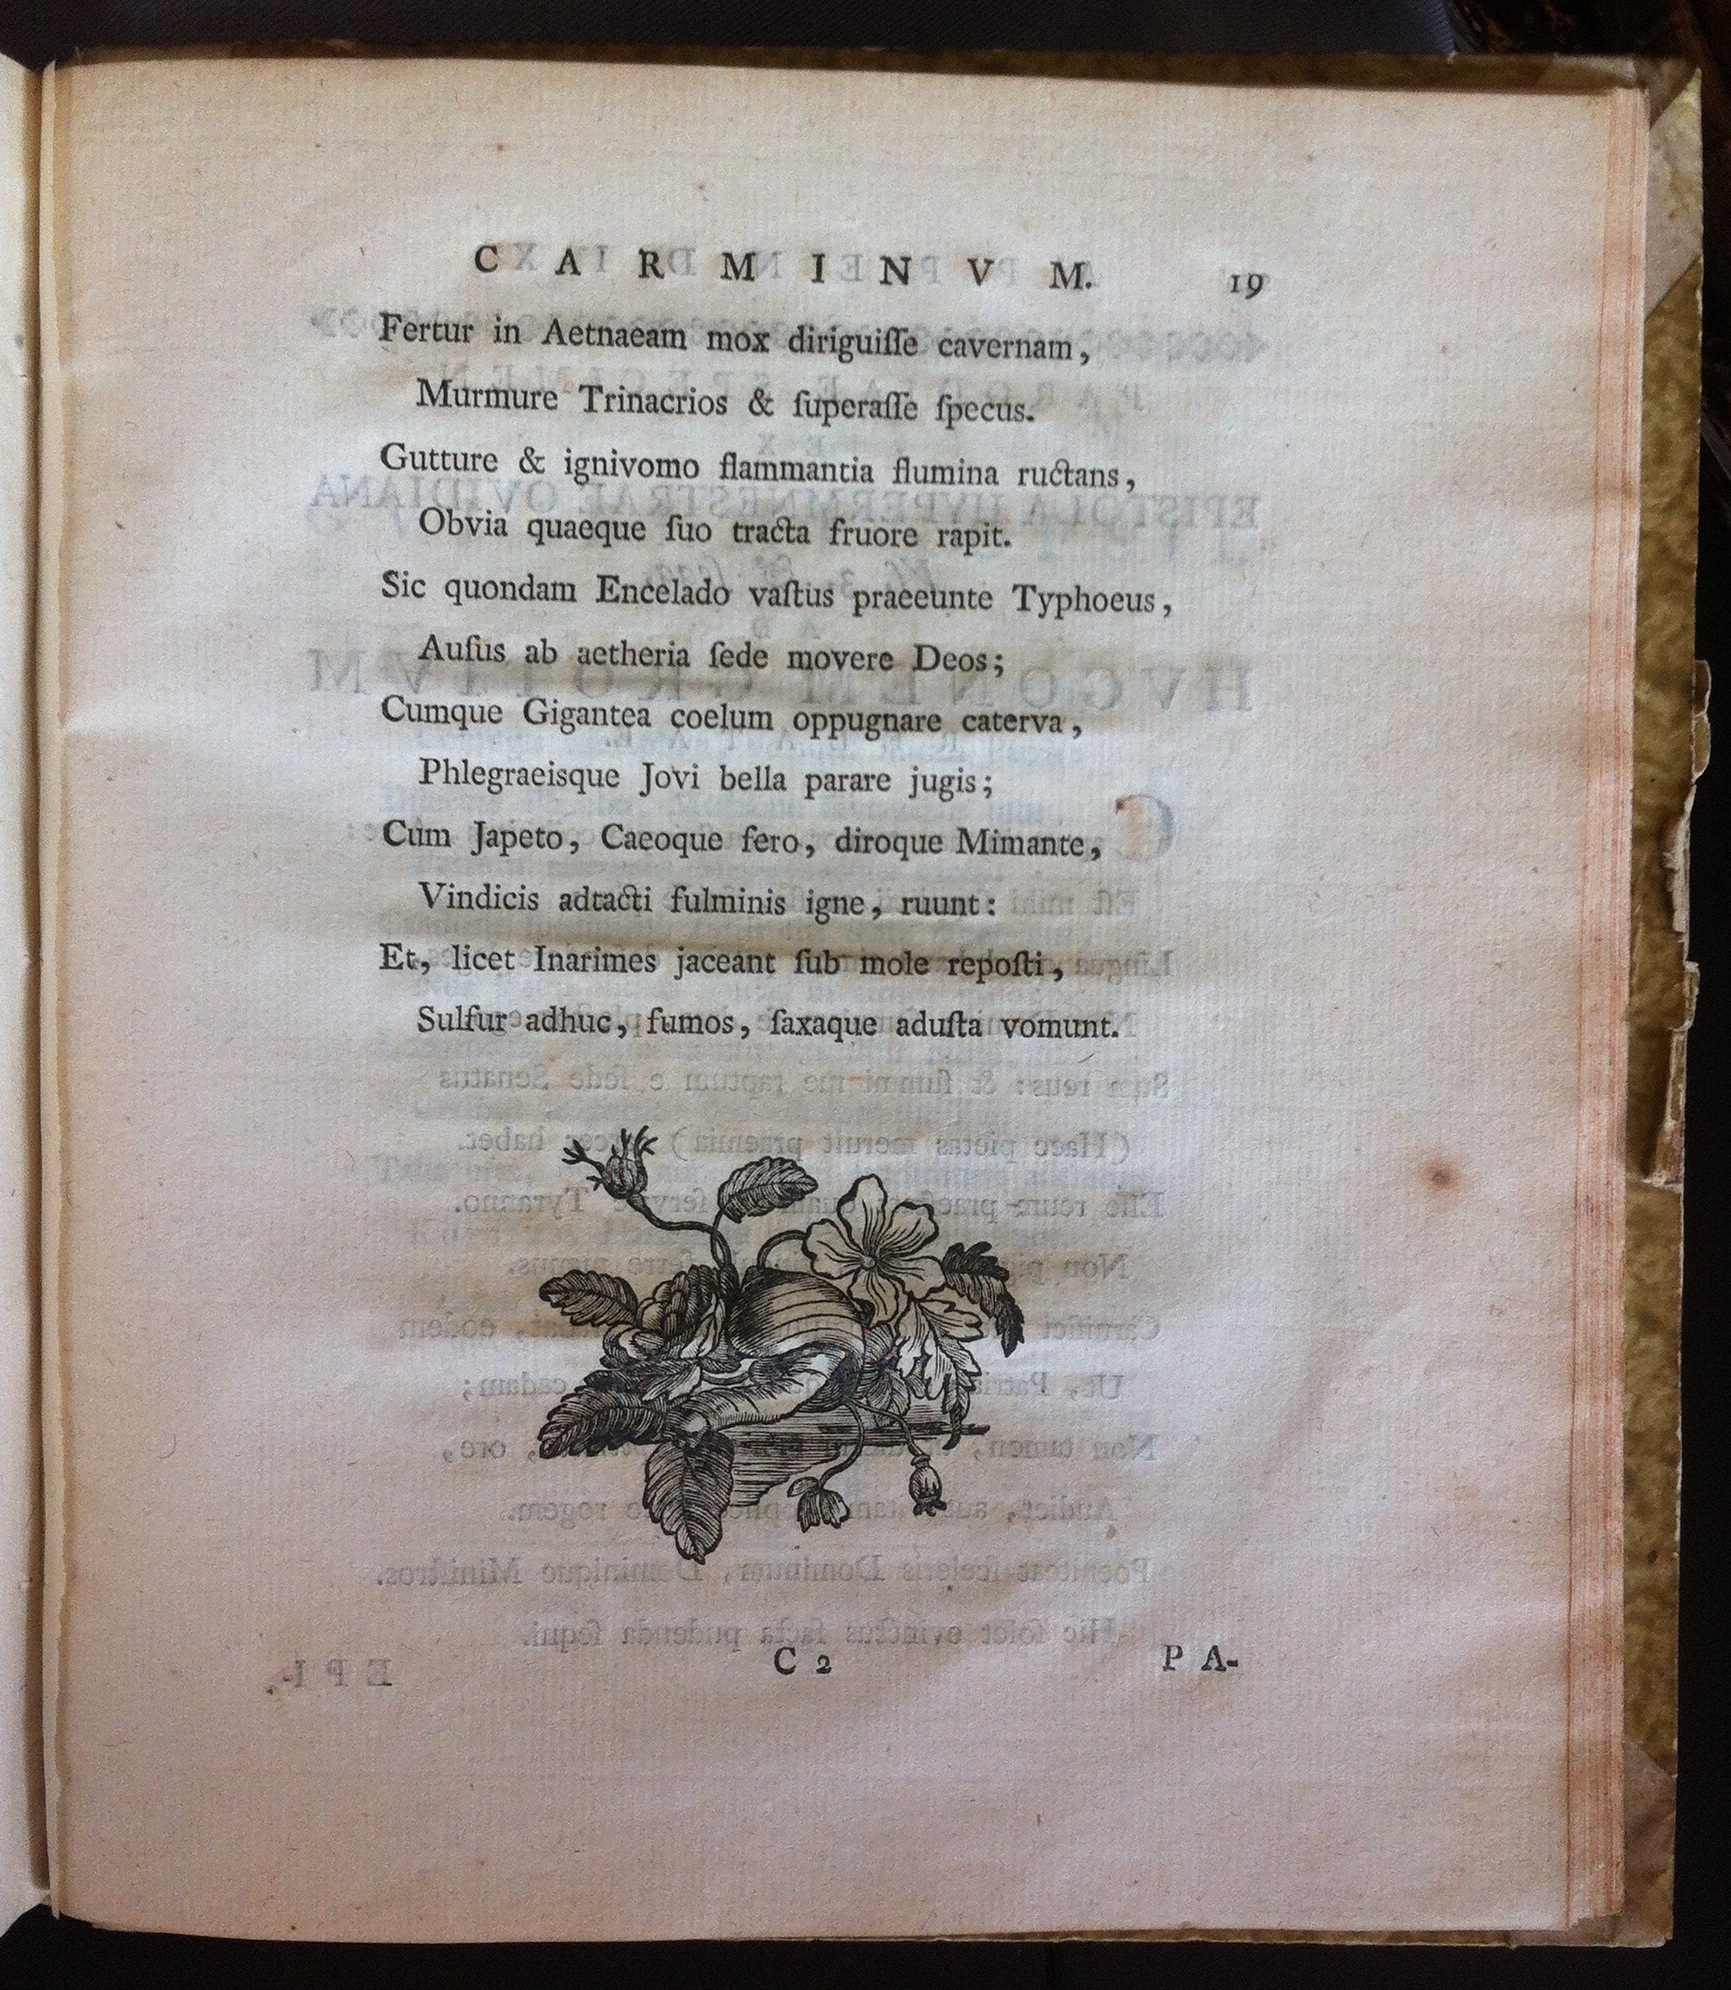 CARMINVM. 19
Fertur in Aetnaeam mox diriguiſſe cavernam,
Murmure Trinacrios & ſuperaſſe ſpecus.
Gutture & ignivomo flammantia flumina ructans,
Obvia quaeque ſuo tracta fruore rapit.
Sic quondam Encelado vaſtus praeeunte Typhoeus,
Auſus ab aetheria ſede movere Deos;
Cumque Gigantea coelum oppugnare caterva,
Phlegraeisque Jovi bella parare jugis;
Cum Japeto, Caeoque fero, diroque Mimante,
Vindicis adtacti fulminis igne, ruunt:
Et, licet Inarimes jaceant ſub mole repoſti,
Sulfur adhuc, fumos, ſaxaque aduſta vomunt.
C 2 PA-